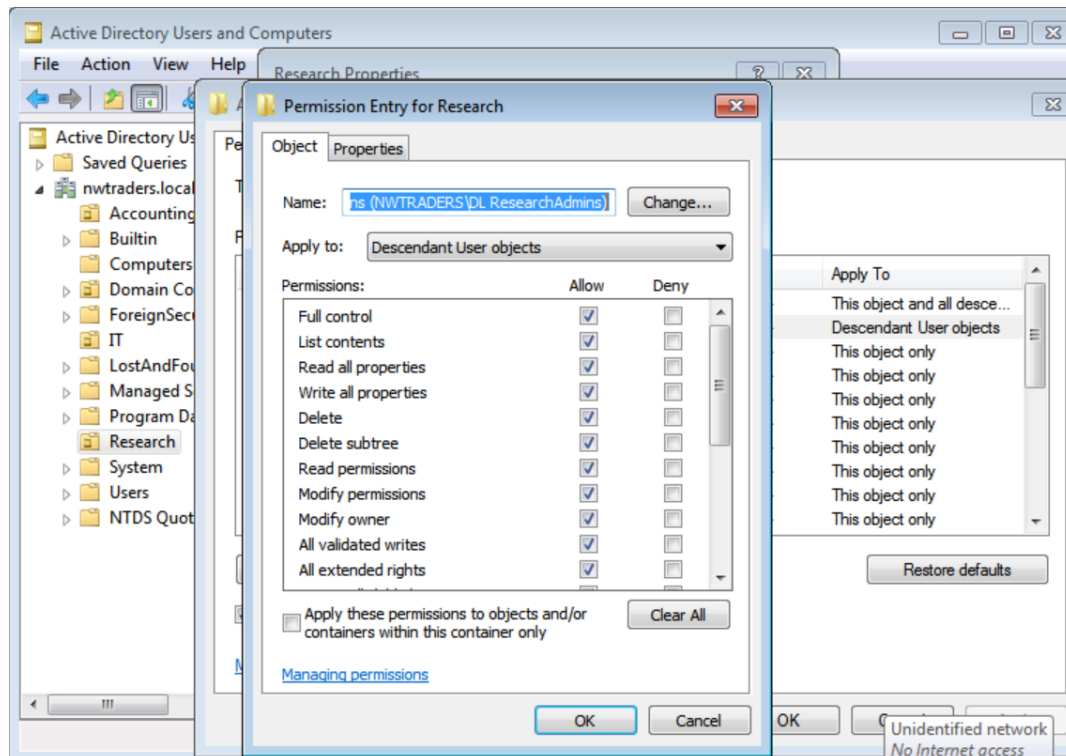 Active Directory Users and Computers
File Action View Help
Research Properties
Permission Entry for Research
Active Directory Us
Saved Queries
nwtraders.local
Accounting
Builtin
Computers
Domain Co
ForeignSecu
IT
LostAndFou
Managed S
Program Da
Research
System
Users
NTDS Quot
Object Properties
Name: ns (NWTRADERS\DL ResearchAdmins) Change...
Apply to: Descendant User objects
Permissions: Allow Deny
Full control
List contents
Read all properties
Write all properties
Delete
Delete subtree
Read permissions
Modify permissions
Modify owner
All validated writes
All extended rights
Apply these permissions to objects and/or
containers within this container only
Clear All
Managing permissions
OK Cancel
Apply To
This object and all desce...
Descendant User objects
This object only
This object only
This object only
This object only
This object only
This object only
This object only
This object only
Restore defaults
OK
Unidentified network
No Internet access